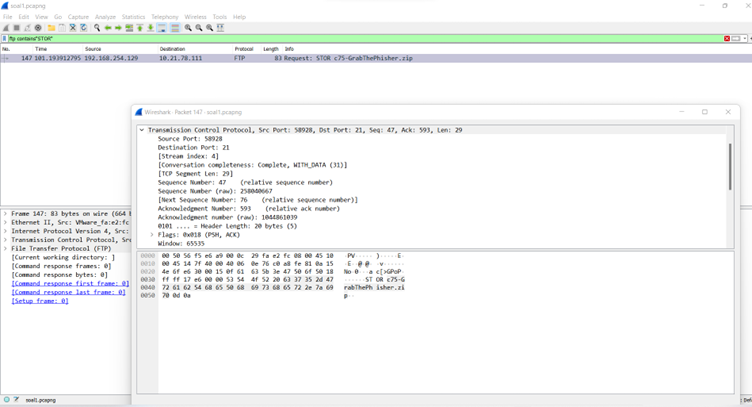 soal1.pcapng
File Edit View Go Capture Analyze Statistics Telephony Wireless Tools Help
ftp contains"STOR"
No. Time Source Destination Protocol Length Info
147 101.193912795 192.168.254.129 10.21.78.111 FTP 83 Request: STOR c75-GrabThePhisher.zip
Wireshark · Packet 147 · soal1.pcapng
Transmission Control Protocol, Src Port: 58928, Dst Port: 21, Seq: 47, Ack: 593, Len: 29
Source Port: 58928
Destination Port: 21
[Stream index: 4]
[Conversation completeness: Complete, WITH_DATA (31)]
[TCP Segment Len: 29]
Sequence Number: 47 (relative sequence number)
Sequence Number (raw): 258040667
[Next Sequence Number: 76 (relative sequence number)]
Acknowledgment Number: 593 (relative ack number)
Acknowledgment number (raw): 1044861039
0101 .... = Header Length: 20 bytes (5)
Flags: 0x018 (PSH, ACK)
Window: 65535
Frame 147: 83 bytes on wire (664 b
Ethernet II, Src: VMware_fa:e2:fc
Internet Protocol Version 4, Src:
Transmission Control Protocol, Src
File Transfer Protocol (FTP)
[Current working directory: ]
[Command response frames: 0]
[Command response bytes: 0]
[Command response first frame: 0]
[Command response last frame: 0]
[Setup frame: 0]
0000 00 50 56 f5 e6 a9 00 0c 29 fa e2 fc 08 00 45 10 ·PV····· )·····E·
0010 00 45 14 7f 40 00 40 06 0e 76 c0 a8 fe 81 0a 15 ·E··@·@· ·v······
0020 4e 6f e6 30 00 15 0f 61 63 5b 3e 47 50 6f 50 18 No·0···a c[>GPoP·
0030 ff ff 17 e6 00 00 53 54 4f 52 20 63 37 35 2d 47 ······ST OR c75-G
0040 72 61 62 54 68 65 50 68 69 73 68 65 72 2e 7a 69 rabThePh isher.zi
0050 70 0d 0a p··
soal1.pcapng